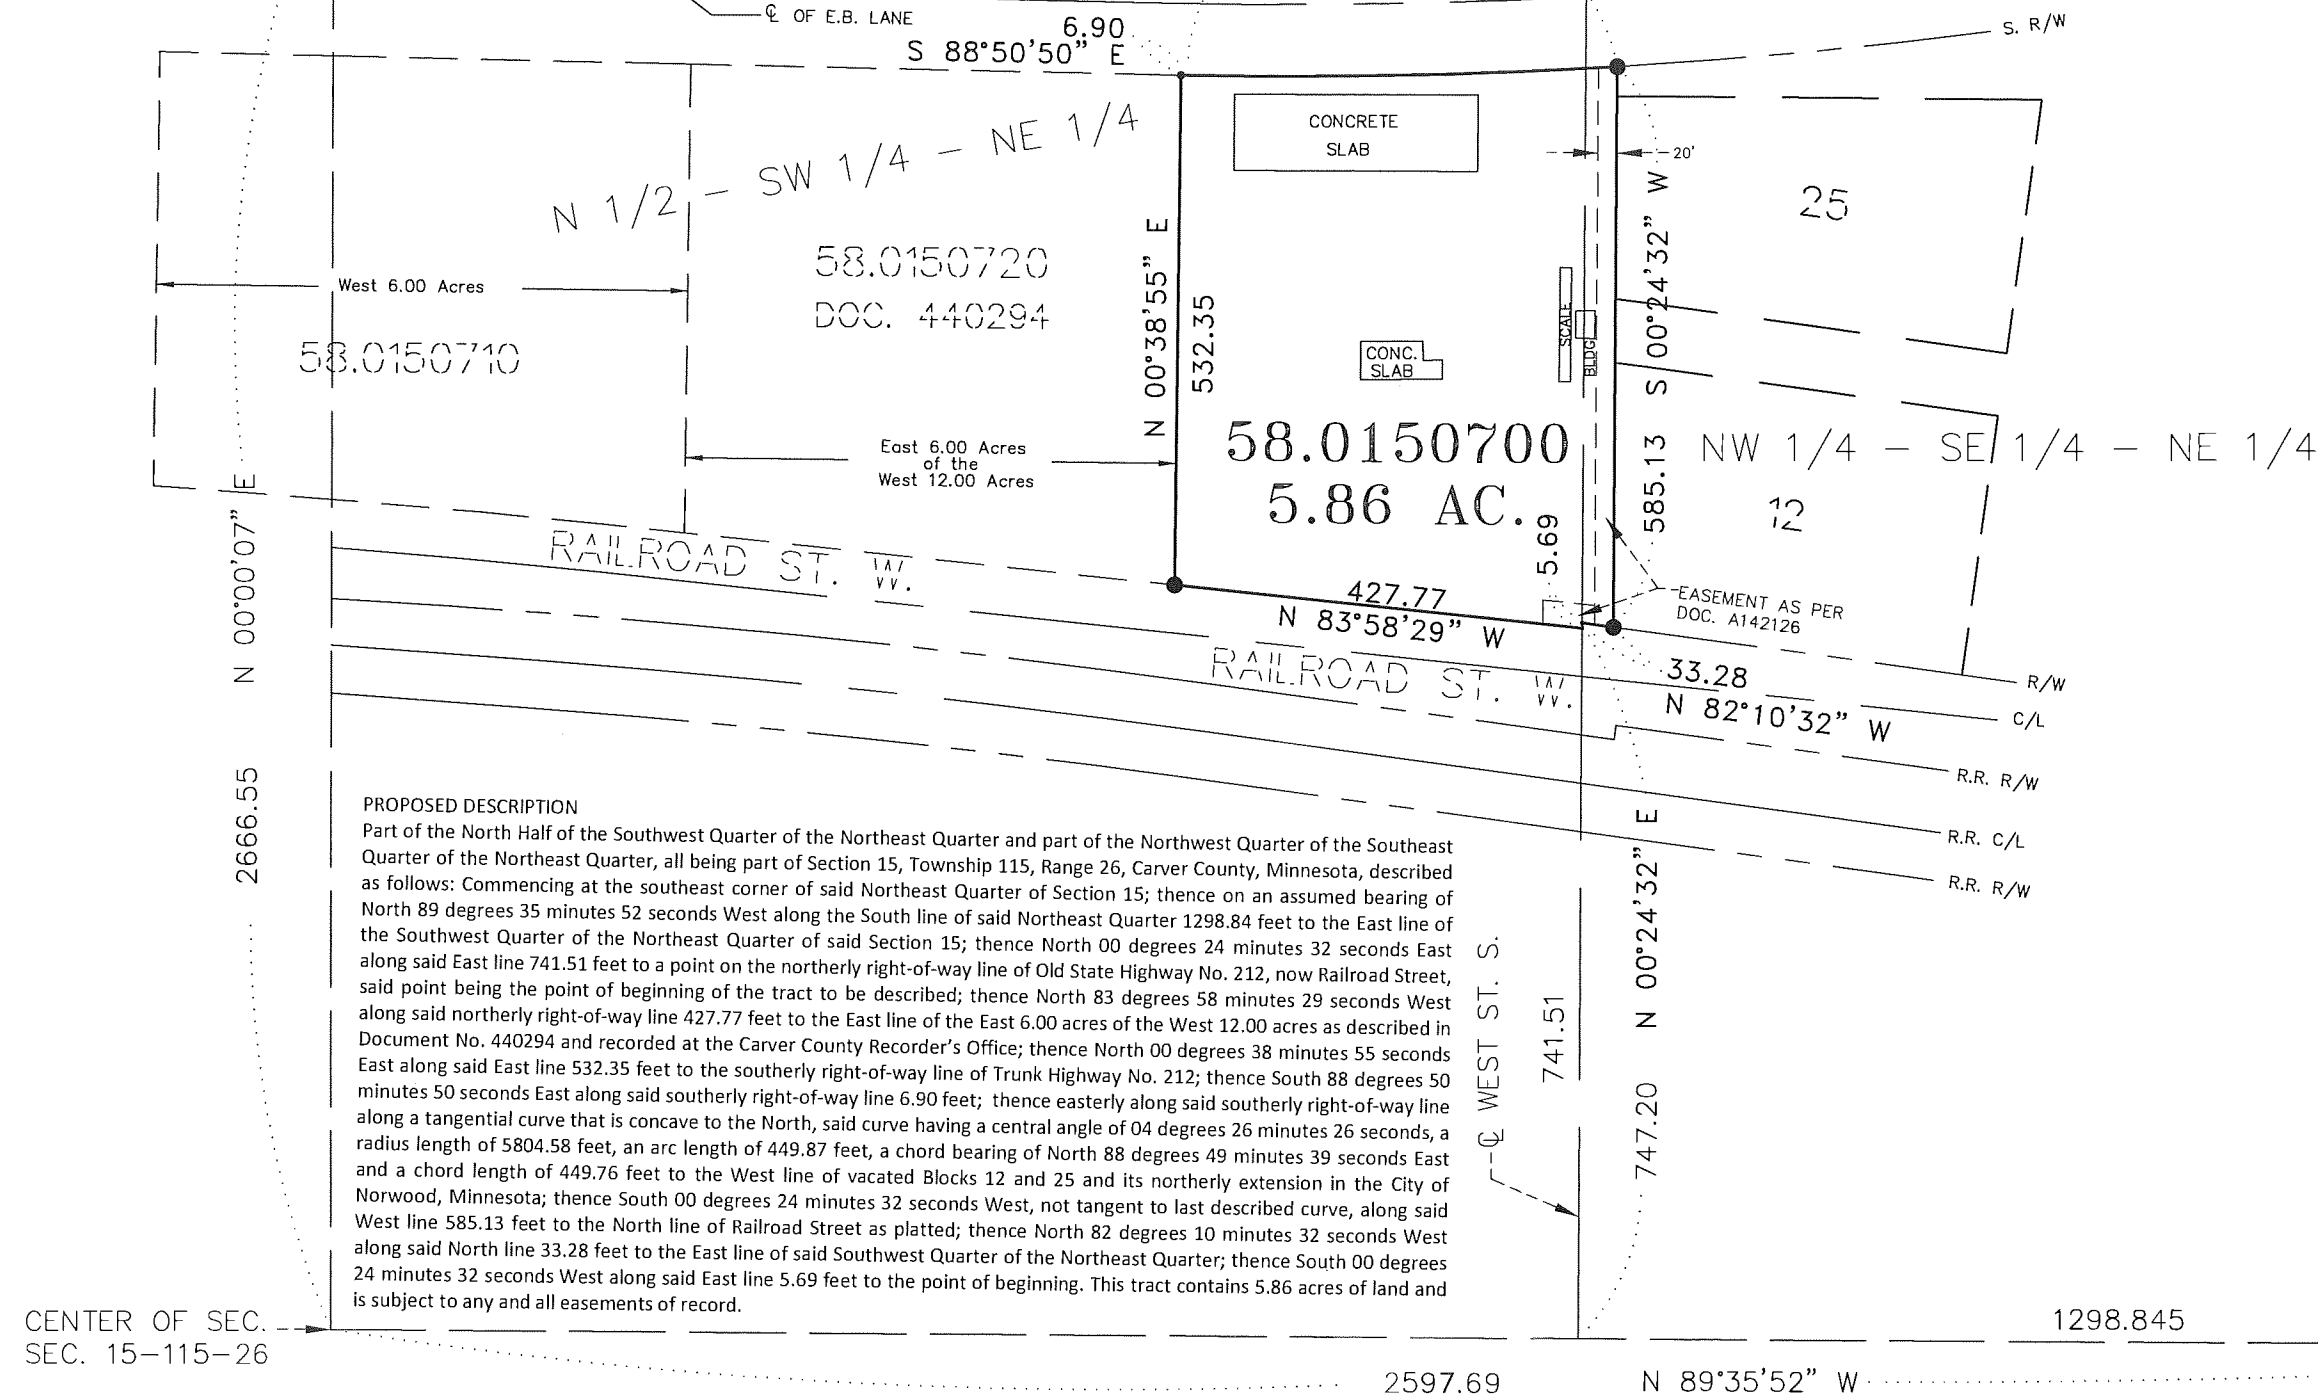 ℄ OF E.B. LANE
6.90
S 88°50'50" E
S. R/W
N 1/2 - SW 1/4 - NE 1/4
CONCRETE
SLAB
20'
25
58.0150720
DOC. 440294
West 6.00 Acres
58.0150710
N 00°38'55" E
532.35
S 00°24'32" W
585.13
SCALE
BLDG
CONC.
SLAB
East 6.00 Acres
of the
West 12.00 Acres
58.0150700
5.86 AC.
NW 1/4 - SE 1/4 - NE 1/4
12
5.69
RAILROAD ST. W.
427.77
N 83°58'29" W
EASEMENT AS PER
DOC. A142126
RAILROAD ST. W.
33.28
N 82°10'32" W
R/W
C/L
R.R. R/W
R.R. C/L
R.R. R/W
N 00°00'07" E
2666.55
PROPOSED DESCRIPTION
Part of the North Half of the Southwest Quarter of the Northeast Quarter and part of the Northwest Quarter of the Southeast
Quarter of the Northeast Quarter, all being part of Section 15, Township 115, Range 26, Carver County, Minnesota, described
as follows: Commencing at the southeast corner of said Northeast Quarter of Section 15; thence on an assumed bearing of
North 89 degrees 35 minutes 52 seconds West along the South line of said Northeast Quarter 1298.84 feet to the East line of
the Southwest Quarter of the Northeast Quarter of said Section 15; thence North 00 degrees 24 minutes 32 seconds East
along said East line 741.51 feet to a point on the northerly right-of-way line of Old State Highway No. 212, now Railroad Street,
said point being the point of beginning of the tract to be described; thence North 83 degrees 58 minutes 29 seconds West
along said northerly right-of-way line 427.77 feet to the East line of the East 6.00 acres of the West 12.00 acres as described in
Document No. 440294 and recorded at the Carver County Recorder's Office; thence North 00 degrees 38 minutes 55 seconds
East along said East line 532.35 feet to the southerly right-of-way line of Trunk Highway No. 212; thence South 88 degrees 50
minutes 50 seconds East along said southerly right-of-way line 6.90 feet; thence easterly along said southerly right-of-way line
along a tangential curve that is concave to the North, said curve having a central angle of 04 degrees 26 minutes 26 seconds, a
radius length of 5804.58 feet, an arc length of 449.87 feet, a chord bearing of North 88 degrees 49 minutes 39 seconds East
and a chord length of 449.76 feet to the West line of vacated Blocks 12 and 25 and its northerly extension in the City of
Norwood, Minnesota; thence South 00 degrees 24 minutes 32 seconds West, not tangent to last described curve, along said
West line 585.13 feet to the North line of Railroad Street as platted; thence North 82 degrees 10 minutes 32 seconds West
along said North line 33.28 feet to the East line of said Southwest Quarter of the Northeast Quarter; thence South 00 degrees
24 minutes 32 seconds West along said East line 5.69 feet to the point of beginning. This tract contains 5.86 acres of land and
is subject to any and all easements of record.
℄ WEST ST. S.
741.51
747.20
N 00°24'32" E
CENTER OF SEC.
SEC. 15-115-26
1298.845
2597.69
N 89°35'52" W